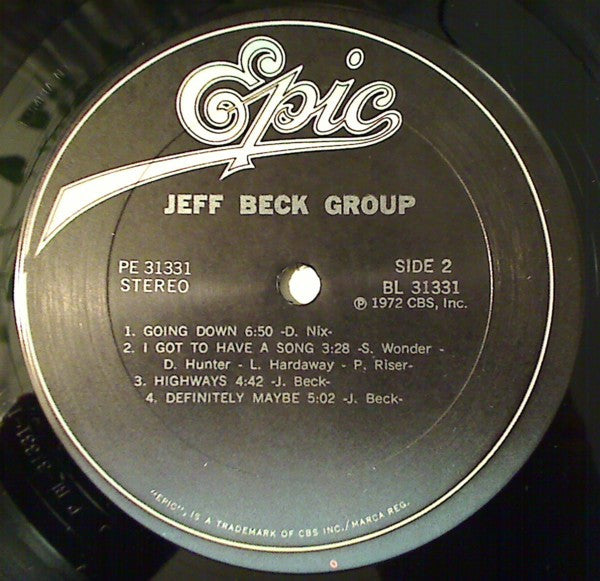 Epic
JEFF BECK GROUP
PE 31331
STEREO
SIDE 2
BL 31331
Ⓟ 1972 CBS, Inc.
1. GOING DOWN 6:50 -D. Nix-
2. I GOT TO HAVE A SONG 3:28 -S. Wonder -
D. Hunter - L. Hardaway - P. Riser-
3. HIGHWAYS 4:42 -J. Beck-
4. DEFINITELY MAYBE 5:02 -J. Beck-
"EPIC", IS A TRADEMARK OF CBS INC./MARCA REG.